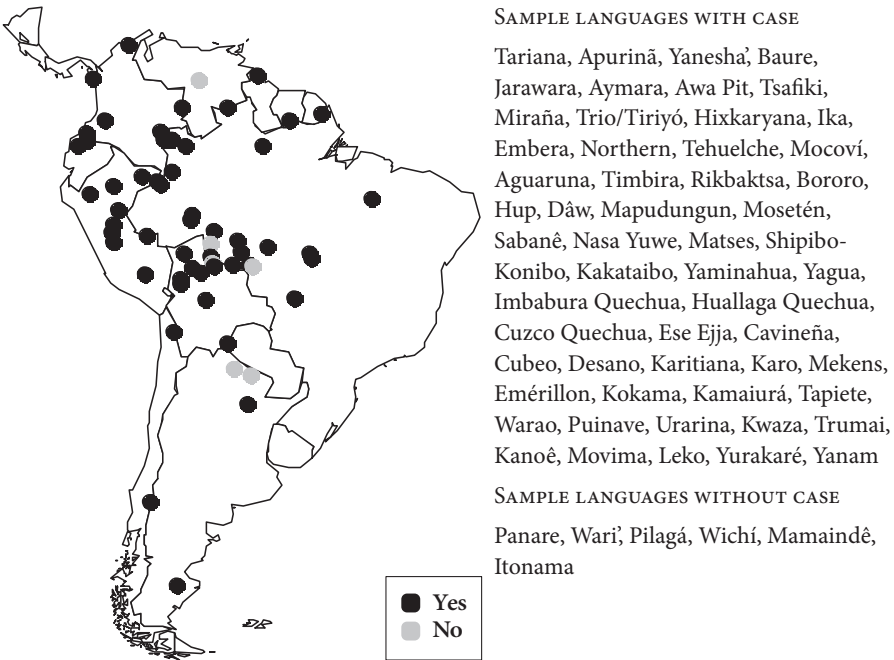 SAMPLE LANGUAGES WITH CASE
Tariana, Apurinã, Yanesha’, Baure,
Jarawara, Aymara, Awa Pit, Tsafiki,
Miraña, Trio/Tiriyó, Hixkaryana, Ika,
Embera, Northern, Tehuelche, Mocoví,
Aguaruna, Timbira, Rikbaktsa, Bororo,
Hup, Dâw, Mapudungun, Mosetén,
Sabanê, Nasa Yuwe, Matses, Shipibo-
Konibo, Kakataibo, Yaminahua, Yagua,
Imbabura Quechua, Huallaga Quechua,
Cuzco Quechua, Ese Ejja, Cavineña,
Cubeo, Desano, Karitiana, Karo, Mekens,
Emérillon, Kokama, Kamaiurá, Tapiete,
Warao, Puinave, Urarina, Kwaza, Trumai,
Kanoê, Movima, Leko, Yurakaré, Yanam
SAMPLE LANGUAGES WITHOUT CASE
Panare, Wari’, Pilagá, Wichí, Mamaindê,
Itonama
Yes
No